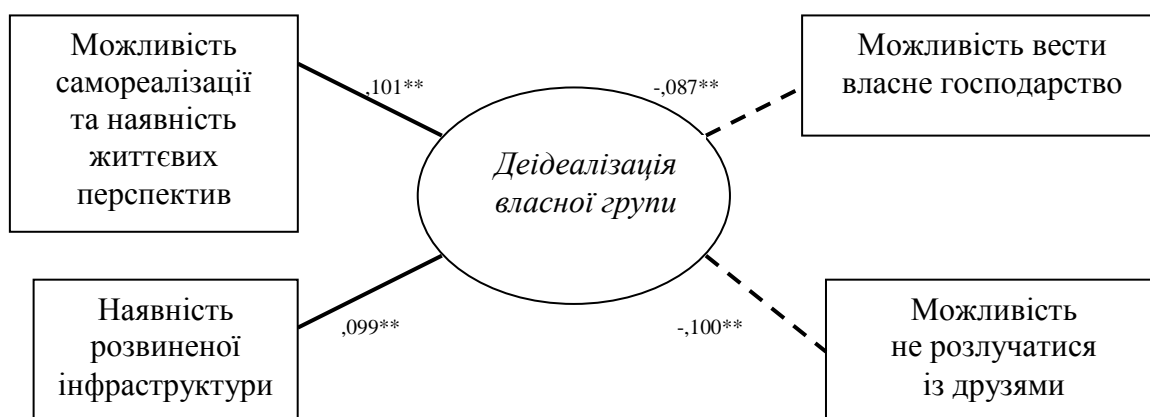 Можливість
самореалізації
та наявність
життєвих
перспектив
,101**
-,087**
Можливість вести
власне господарство
Деідеалізація
власної групи
Наявність
розвиненої
інфраструктури
,099**
-,100**
Можливість
не розлучатися
із друзями